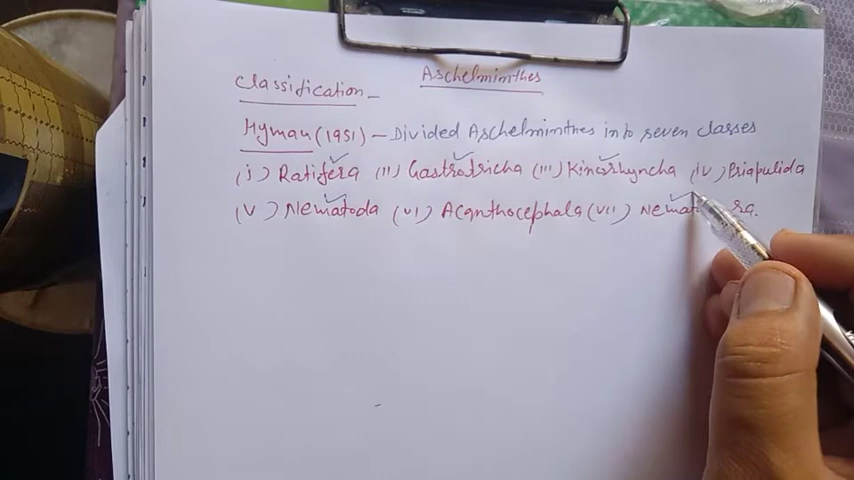 Aschelminthes
Classification -
Hyman (1951) - Divided Aschelminthes into seven classes
(i) Ratifera (ii) Gastrotricha (iii) Kinorhyncha (iv) Priapulida
(v) Nematoda (vi) Acanthocephala (vii)